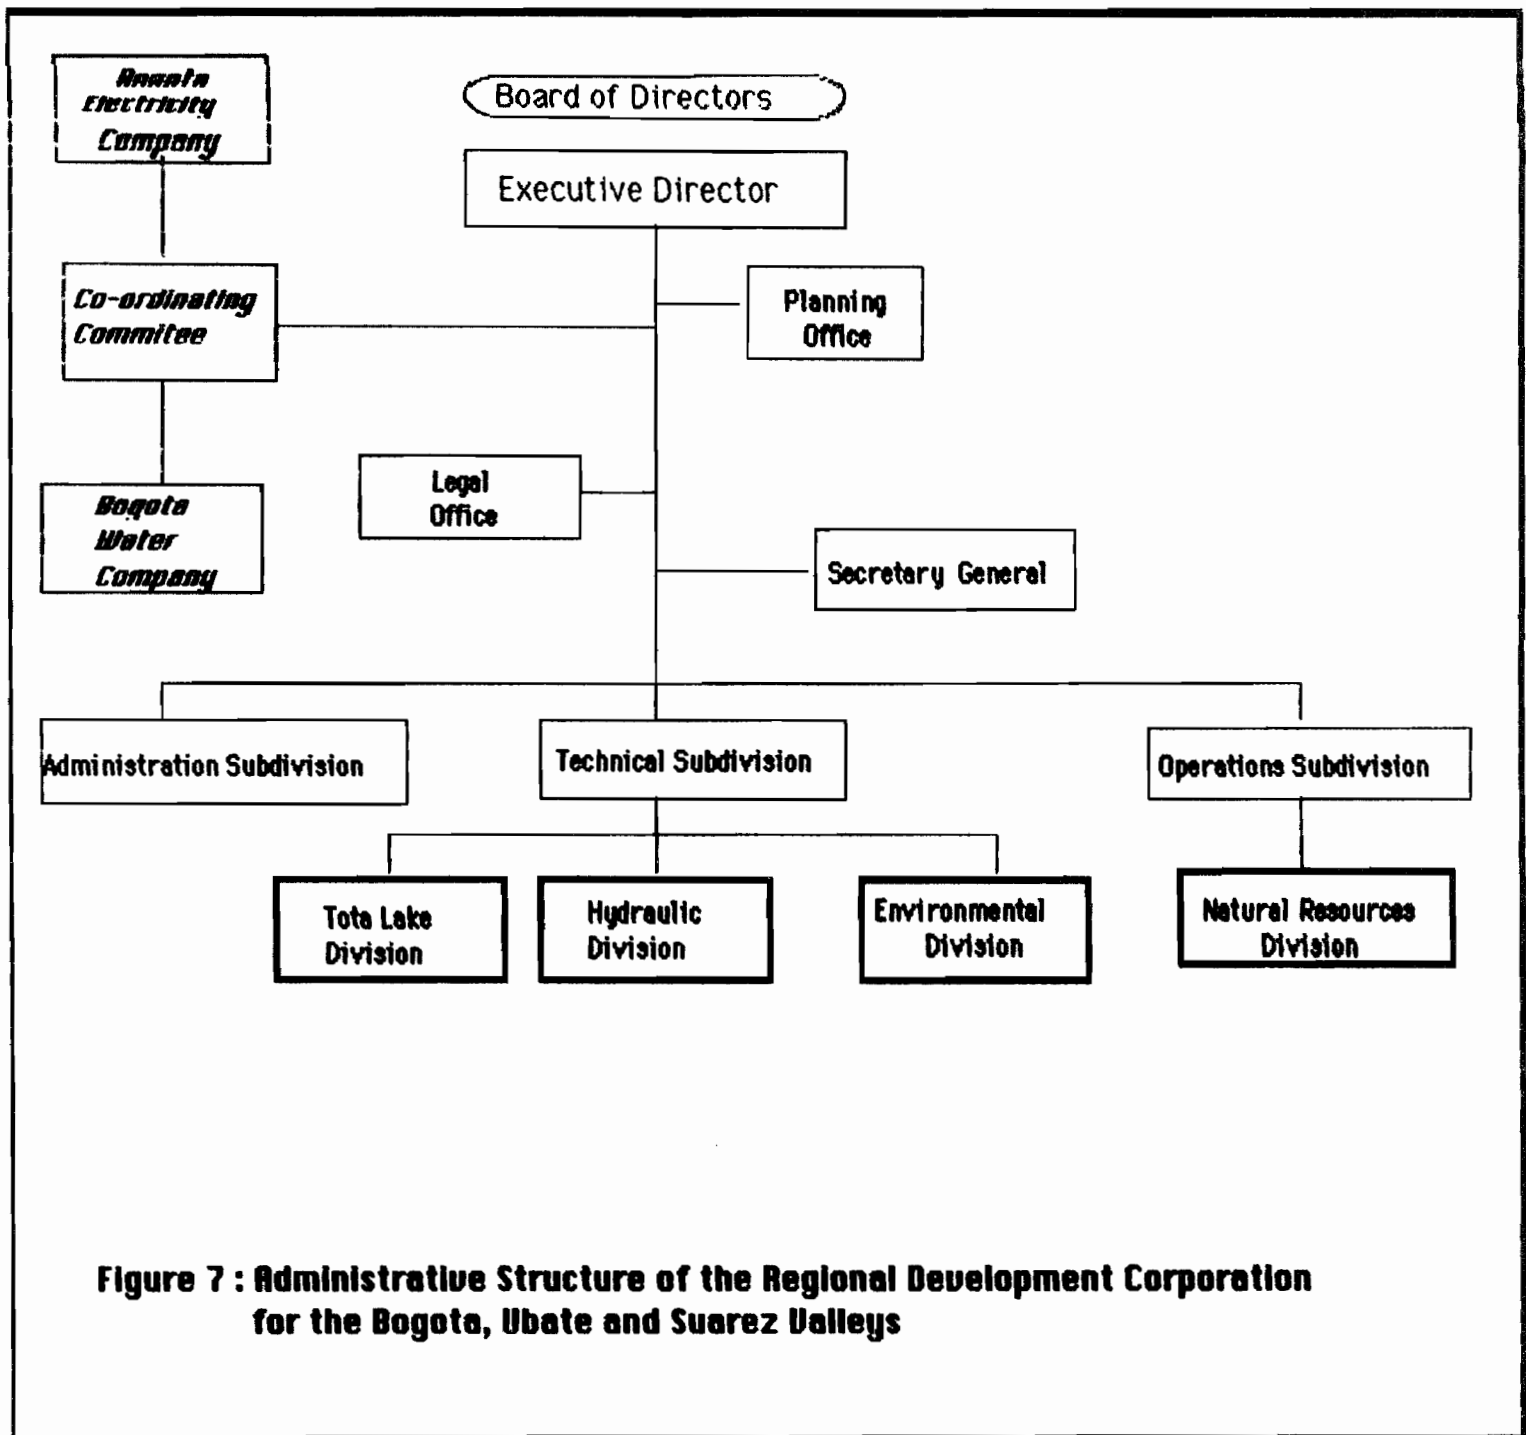 Bogota
Electricity
Company
Board of Directors
Executive Director
Co-ordinating
Commitee
Planning
Office
Legal
Office
Bogota
Water
Company
Secretary General
Administration Subdivision
Technical Subdivision
Operations Subdivision
Tota Lake
Division
Hydraulic
Division
Environmental
Division
Natural Resources
Division
Figure 7 : Administrative Structure of the Regional Development Corporation
for the Bogota, Ubate and Suarez Valleys